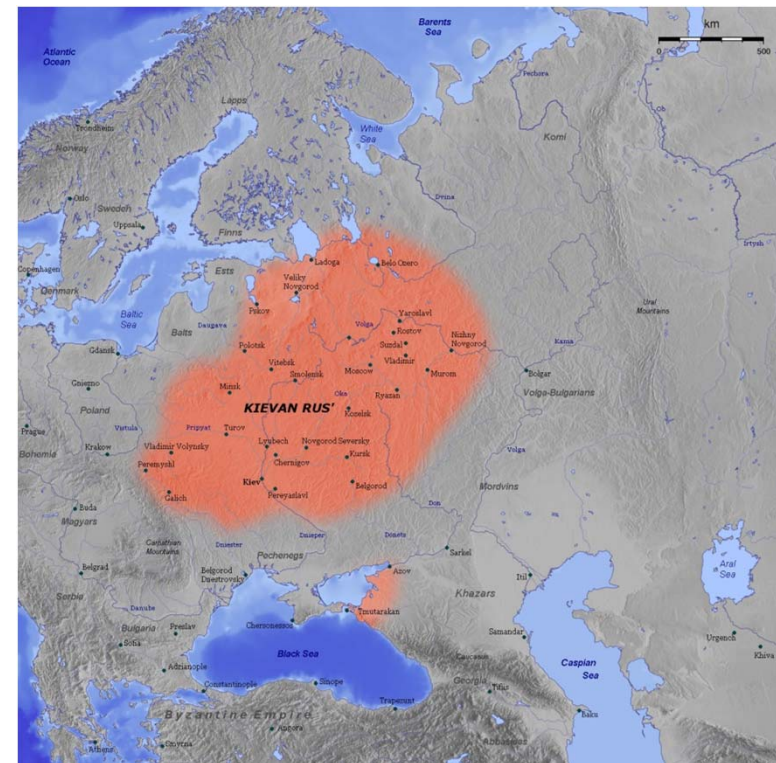 km
0
500
Barents
Sea
Atlantic
Ocean
Pechora
Ob
Lapps
Trondheim
White
Sea
Komi
Norway
Dvina
Oslo
Sweden
Uppsala
Finns
Irtysh
Ladoga
Belo Ozero
Copenhagen
Ests
Veliky
Novgorod
Denmark
Pskov
Ural
Mountains
Baltic
Sea
Balts
Daugava
Volga
Yaroslavl
Rostov
Nizhny
Novgorod
Kama
Suzdal
Vladimir
Gdansk
Polotsk
Vitebsk
Smolensk
Moscow
Murom
Bolgar
Gniezno
Minsk
Oka
Ryazan
Volga-Bulgarians
Poland
KIEVAN RUS'
Kozelsk
Prague
Vistula
Pripyat
Turov
Krakow
Vladimir Volynsky
Lyubech
Novgorod Seversky
Volga
Bohemia
Chernigov
Kursk
Peremyshl
Kiev
Pereyaslavl
Belgorod
Mordvins
Galich
Don
Buda
Magyars
Dniester
Dnieper
Donets
Carpathian
Mountains
Pechenegs
Sarkel
Aral
Sea
Belgrad
Belgorod
Dnestrovsky
Azov
Itil
Serbia
Khazars
Danube
Tmutarakan
Bulgaria
Preslav
Chersonessos
Samandar
Urgench
Sofia
Khiva
Black Sea
Caucasus
Caspian
Sea
Adrianople
Georgia
Constantinople
Sinope
Tiflis
Trapezunt
Baku
Byzantine Empire
Ancora
Abbasides
Athens
Smyrna